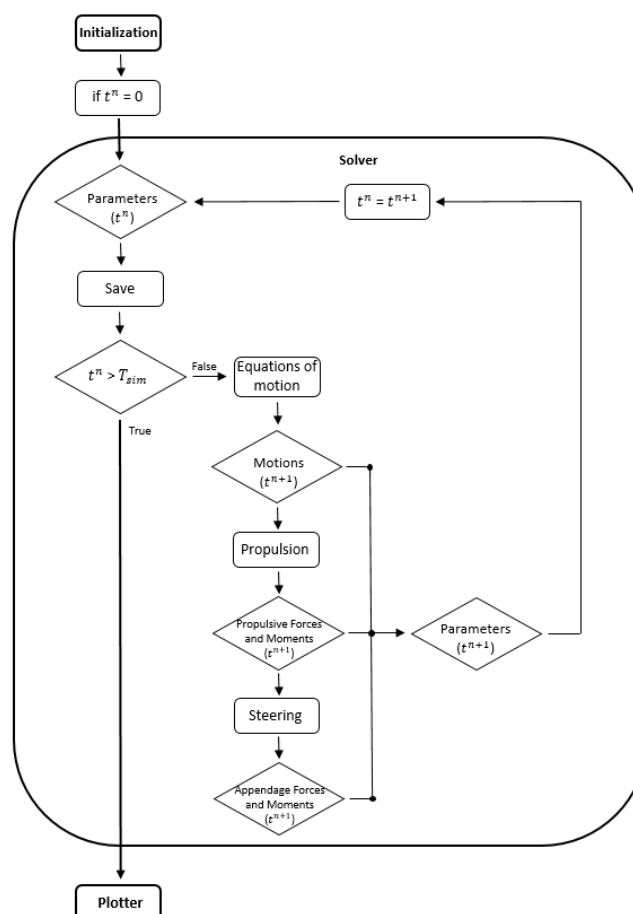 Initialization
if tⁿ = 0
Solver
Parameters
(tⁿ)
tⁿ = tⁿ⁺¹
Save
tⁿ > T_sim
False
True
Equations of
motion
Motions
(tⁿ⁺¹)
Propulsion
Propulsive Forces
and Moments
(tⁿ⁺¹)
Parameters
(tⁿ⁺¹)
Steering
Appendage Forces
and Moments
(tⁿ⁺¹)
Plotter